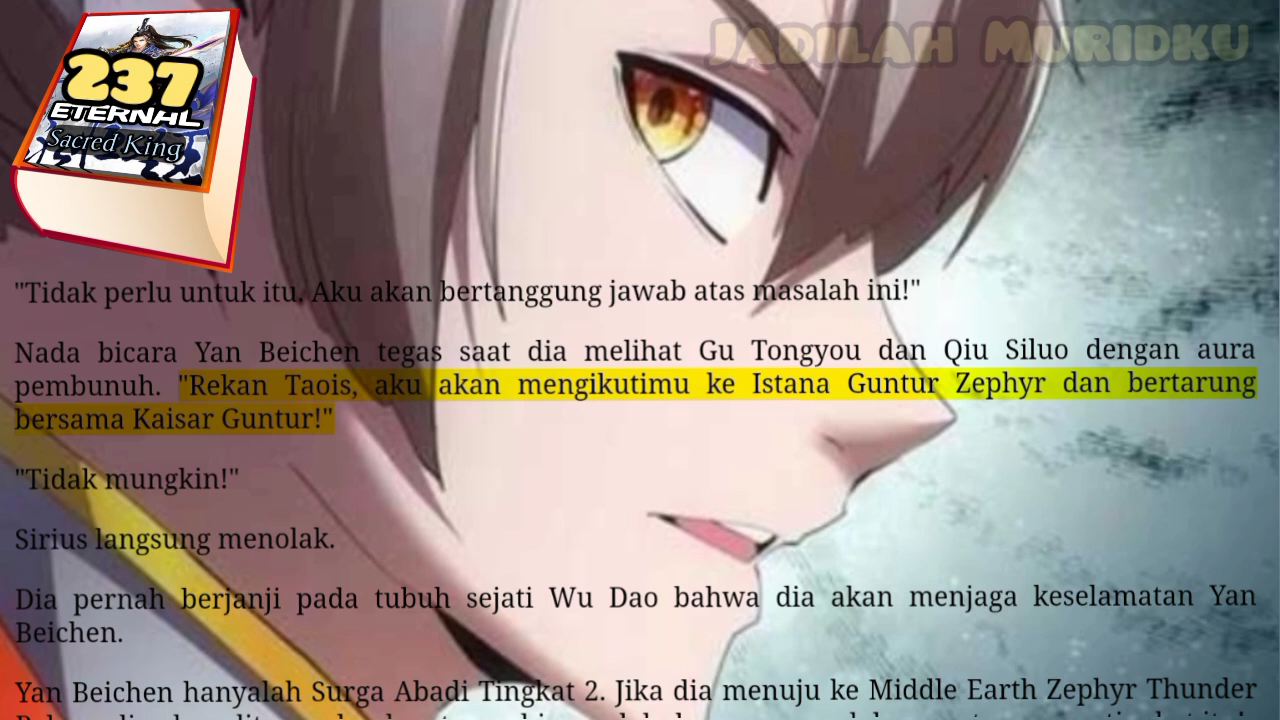 JADILAH MURIDKU
237
ETERNAL
Sacred King
"Tidak perlu untuk itu. Aku akan bertanggung jawab atas masalah ini!"
Nada bicara Yan Beichen tegas saat dia melihat Gu Tongyou dan Qiu Siluo dengan aura
pembunuh. "Rekan Taois, aku akan mengikutimu ke Istana Guntur Zephyr dan bertarung
bersama Kaisar Guntur!"
"Tidak mungkin!"
Sirius langsung menolak.
Dia pernah berjanji pada tubuh sejati Wu Dao bahwa dia akan menjaga keselamatan Yan
Beichen.
Yan Beichen hanyalah Surga Abadi Tingkat 2. Jika dia menuju ke Middle Earth Zephyr Thunder